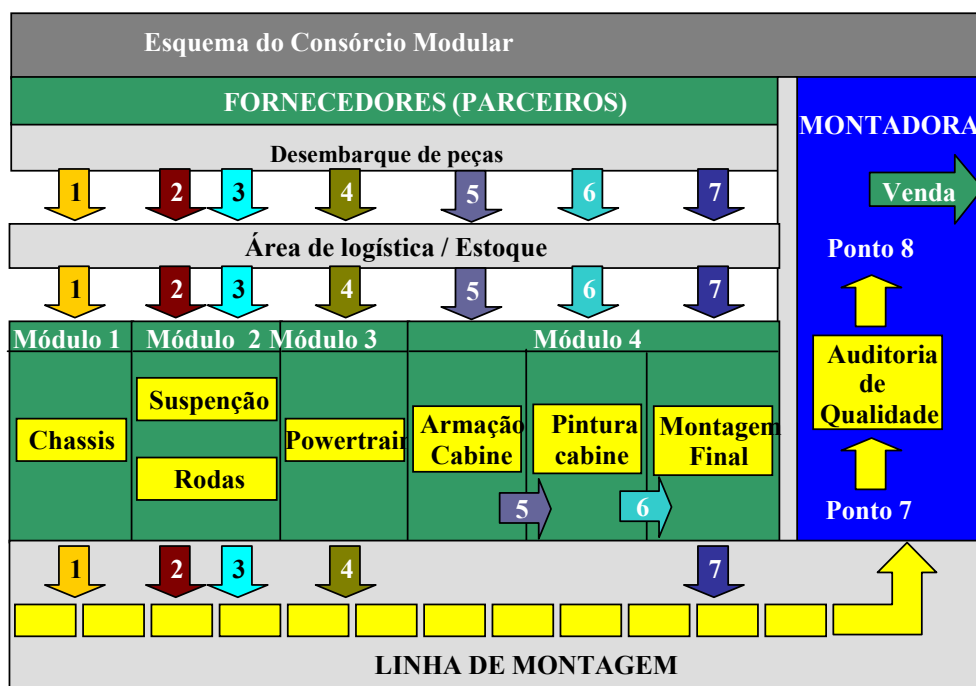 Esquema do Consórcio Modular
FORNECEDORES (PARCEIROS)
MONTADORA
Desembarque de peças
1 2 3 4 5 6 7
Venda
Área de logística / Estoque
Ponto 8
1 2 3 4 5 6 7
Módulo 1 Módulo 2 Módulo 3 Módulo 4
Suspenção
Rodas
Chassis
Powertrair
Armação
Cabine
Pintura
cabine
Montagem
Final
Auditoria
de
Qualidade
5 6
Ponto 7
1 2 3 4 7
LINHA DE MONTAGEM